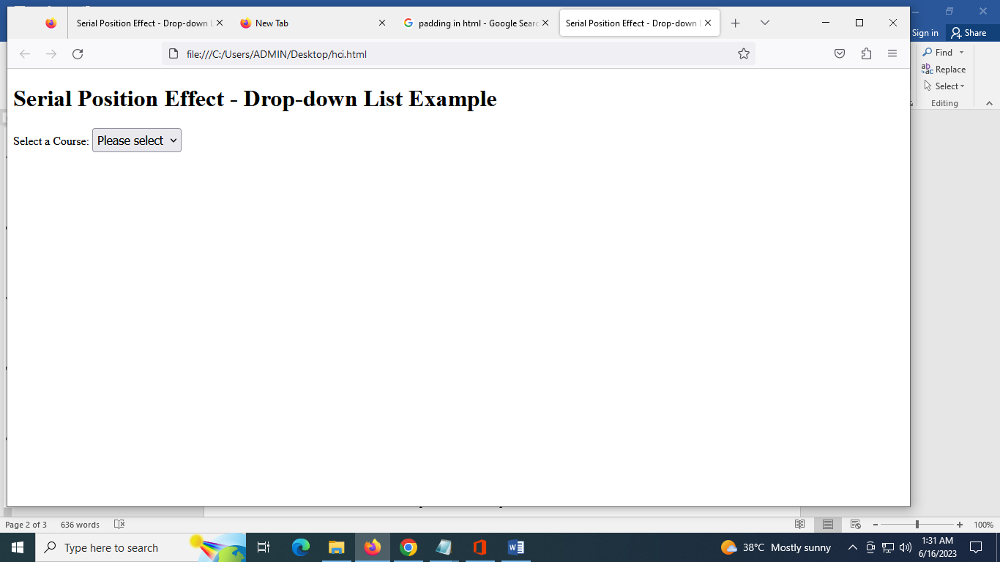 Serial Position Effect - Drop-down L
New Tab
padding in html - Google Searc
Serial Position Effect - Drop-down L
Sign in
Share
file:///C:/Users/ADMIN/Desktop/hci.html
Find
Replace
Select
Editing
Serial Position Effect - Drop-down List Example
Select a Course: Please select
Page 2 of 3
636 words
100%
Type here to search
38°C Mostly sunny
1:31 AM
6/16/2023